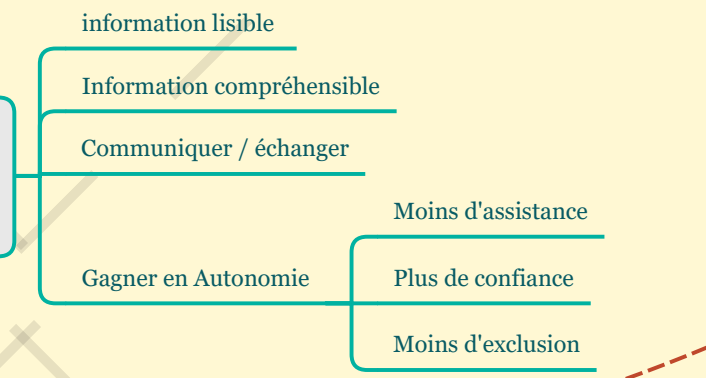 information lisible
Information compréhensible
Communiquer / échanger
Moins d'assistance
Gagner en Autonomie
Plus de confiance
Moins d'exclusion